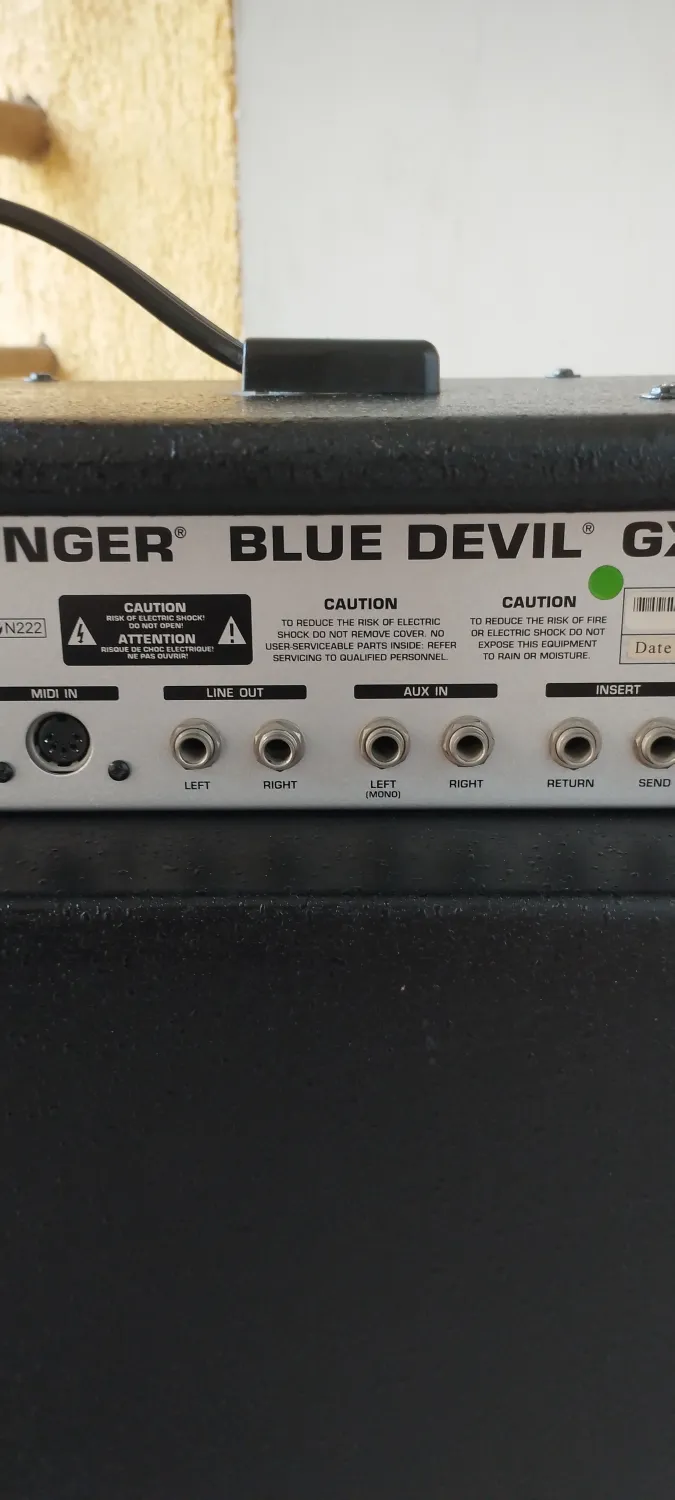 NGER® BLUE DEVIL® GX
N222
CAUTION
RISK OF ELECTRIC SHOCK!
DO NOT OPEN!
ATTENTION
RISQUE DE CHOC ELECTRIQUE!
NE PAS OUVRIR!
CAUTION
TO REDUCE THE RISK OF ELECTRIC
SHOCK DO NOT REMOVE COVER. NO
USER-SERVICEABLE PARTS INSIDE: REFER
SERVICING TO QUALIFIED PERSONNEL.
CAUTION
TO REDUCE THE RISK OF FIRE
OR ELECTRIC SHOCK DO NOT
EXPOSE THIS EQUIPMENT
TO RAIN OR MOISTURE.
Date
MIDI IN
LINE OUT
AUX IN
INSERT
LEFT
RIGHT
LEFT
(MONO)
RIGHT
RETURN
SEND